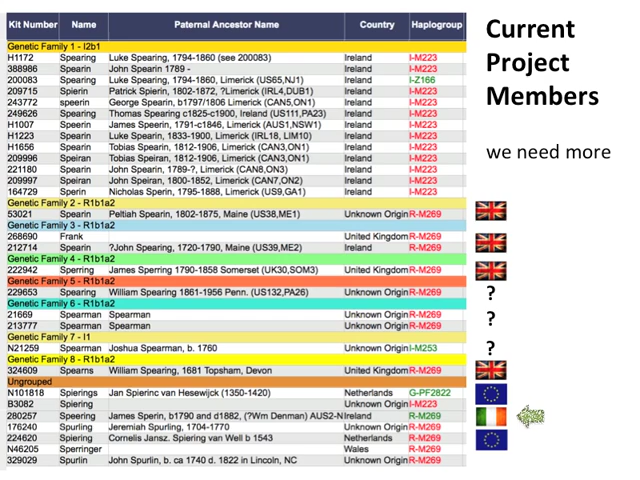 Kit Number Name Paternal Ancestor Name Country Haplogroup
Genetic Family 1 - I2b1
H1172 Spearing Luke Spearing, 1794-1860 (see 200083) Ireland I-M223
388986 Spearin John Spearin 1789 - Ireland I-M223
200083 Spearing Luke Spearing, 1794-1860, Limerick (US65,NJ1) Ireland I-Z166
209715 Spierin Patrick Spierin, 1802-1872, ?Limerick (IRL4,DUB1) Ireland I-M223
243772 speerin George Spearin, b1797/1806 Limerick (CAN5,ON1) Ireland I-M223
249626 Spearing Thomas Spearing c1825-c1900, Ireland (US111,PA23) Ireland I-M223
H1007 Spearin James Sperin, 1791-c1846, Limerick (AUS1,NSW1) Ireland I-M223
H1223 Spearin Luke Spearin, 1833-1900, Limerick (IRL18, LIM10) Ireland I-M223
H1656 Spearin Tobias Spearin, 1812-1906, Limerick (CAN3,ON1) Ireland I-M223
209996 Speiran Tobias Speiran, 1812-1906, Limerick (CAN3,ON1) Ireland I-M223
221180 Spearin John Spearin, 1789-?, Limerick (CAN8,ON3) Ireland I-M223
209997 Speiran John Speiran, 1800-1852, Limerick (CAN7,ON2) Ireland I-M223
164729 Sperin Nicholas Sperin, 1795-1888, Limerick (US9,GA1) Ireland I-M223
Genetic Family 2 - R1b1a2
53021 Spearin Peltiah Spearin, 1802-1875, Maine (US38,ME1) Unknown Origin R-M269
Genetic Family 3 - R1b1a2
268690 Frank United Kingdom R-M269
212714 Spearin ?John Spearing, 1720-1790, Maine (US39,ME2) Ireland R-M269
Genetic Family 4 - R1b1a2
222942 Sperring James Sperring 1790-1858 Somerset (UK30,SOM3) United Kingdom R-M269
Genetic Family 5 - R1b1a2
229653 Spearing William Spearing 1861-1956 Penn. (US132,PA26) Unknown Origin R-M269
Genetic Family 6 - R1b1a2
21669 Spearman Spearman Unknown Origin R-M269
213777 Spearman Spearman Unknown Origin R-M269
Genetic Family 7 - I1
N21259 Spearman Joshua Spearman, b. 1760 Unknown Origin I-M253
Genetic Family 8 - R1b1a2
324609 Spearns William Spearing, 1681 Topsham, Devon United Kingdom R-M269
Ungrouped
N101818 Spierings Jan Spierinc van Hesewijck (1350-1420) Netherlands G-PF2822
B3082 Spiering Unknown Origin I-M223
280257 Speering James Sperin, b1790 and d1882, (?Wm Denman) AUS2-N Ireland R-M269
176240 Spurling Jeremiah Spurling, 1704-1770 Unknown Origin R-M269
224620 Spiering Cornelis Jansz. Spiering van Well b 1543 Netherlands R-M269
N46205 Sperringer Wales R-M269
329029 Spurlin John Spurlin, b. ca 1740 d. 1822 in Lincoln, NC Unknown Origin R-M269
Current
Project
Members
we need more
?
?
?